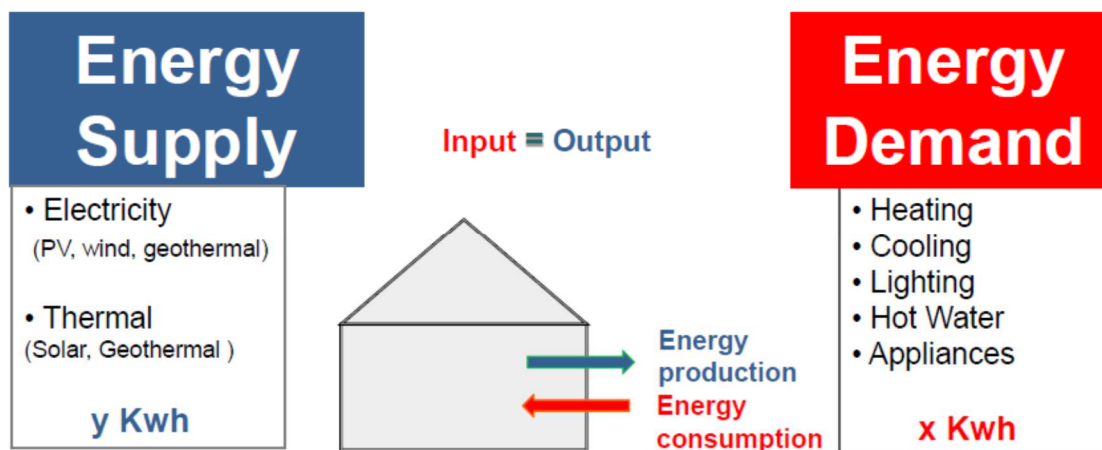 Energy
Supply
• Electricity
(PV, wind, geothermal)
• Thermal
(Solar, Geothermal )
y Kwh
Input = Output
Energy
production
Energy
consumption
Energy
Demand
• Heating
• Cooling
• Lighting
• Hot Water
• Appliances
x Kwh